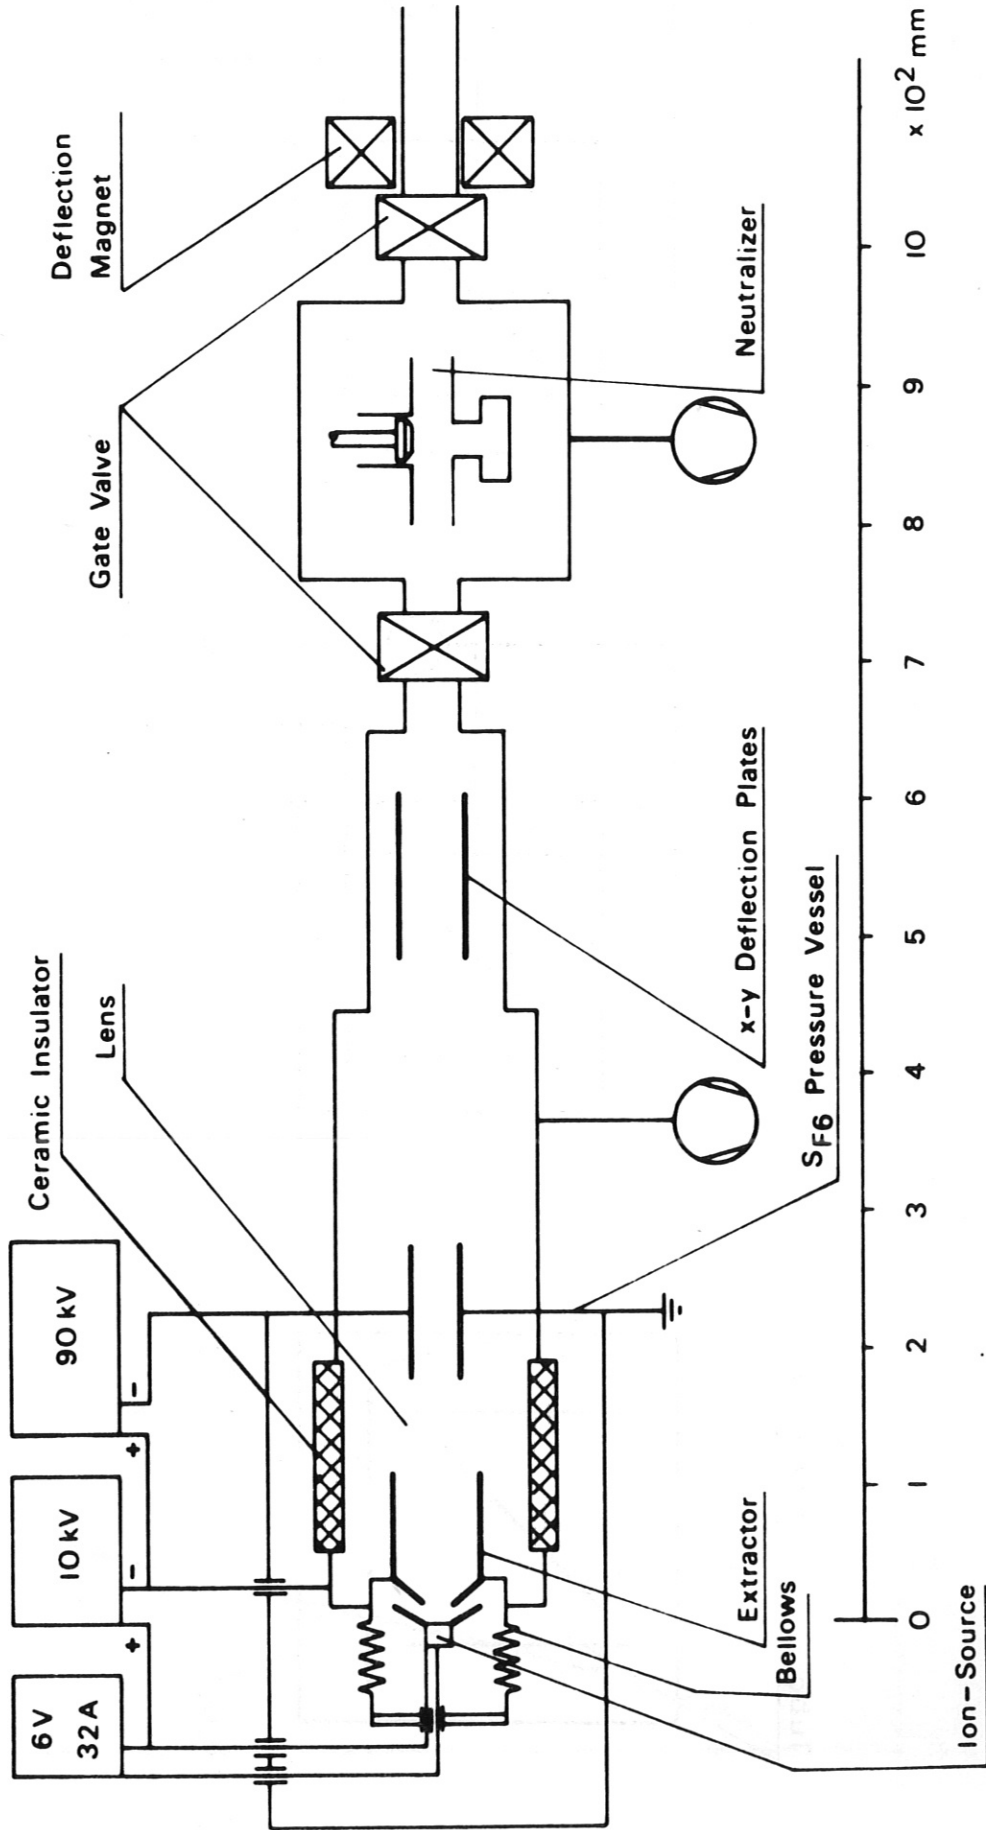 6V
32A
10 kV
90 kV
+
-
+
-
Ceramic Insulator
Lens
Gate Valve
Deflection
Magnet
Ion-Source
Bellows
Extractor
SF6 Pressure Vessel
x-y Deflection Plates
Neutralizer
0 1 2 3 4 5 6 7 8 9 10 x 10² mm